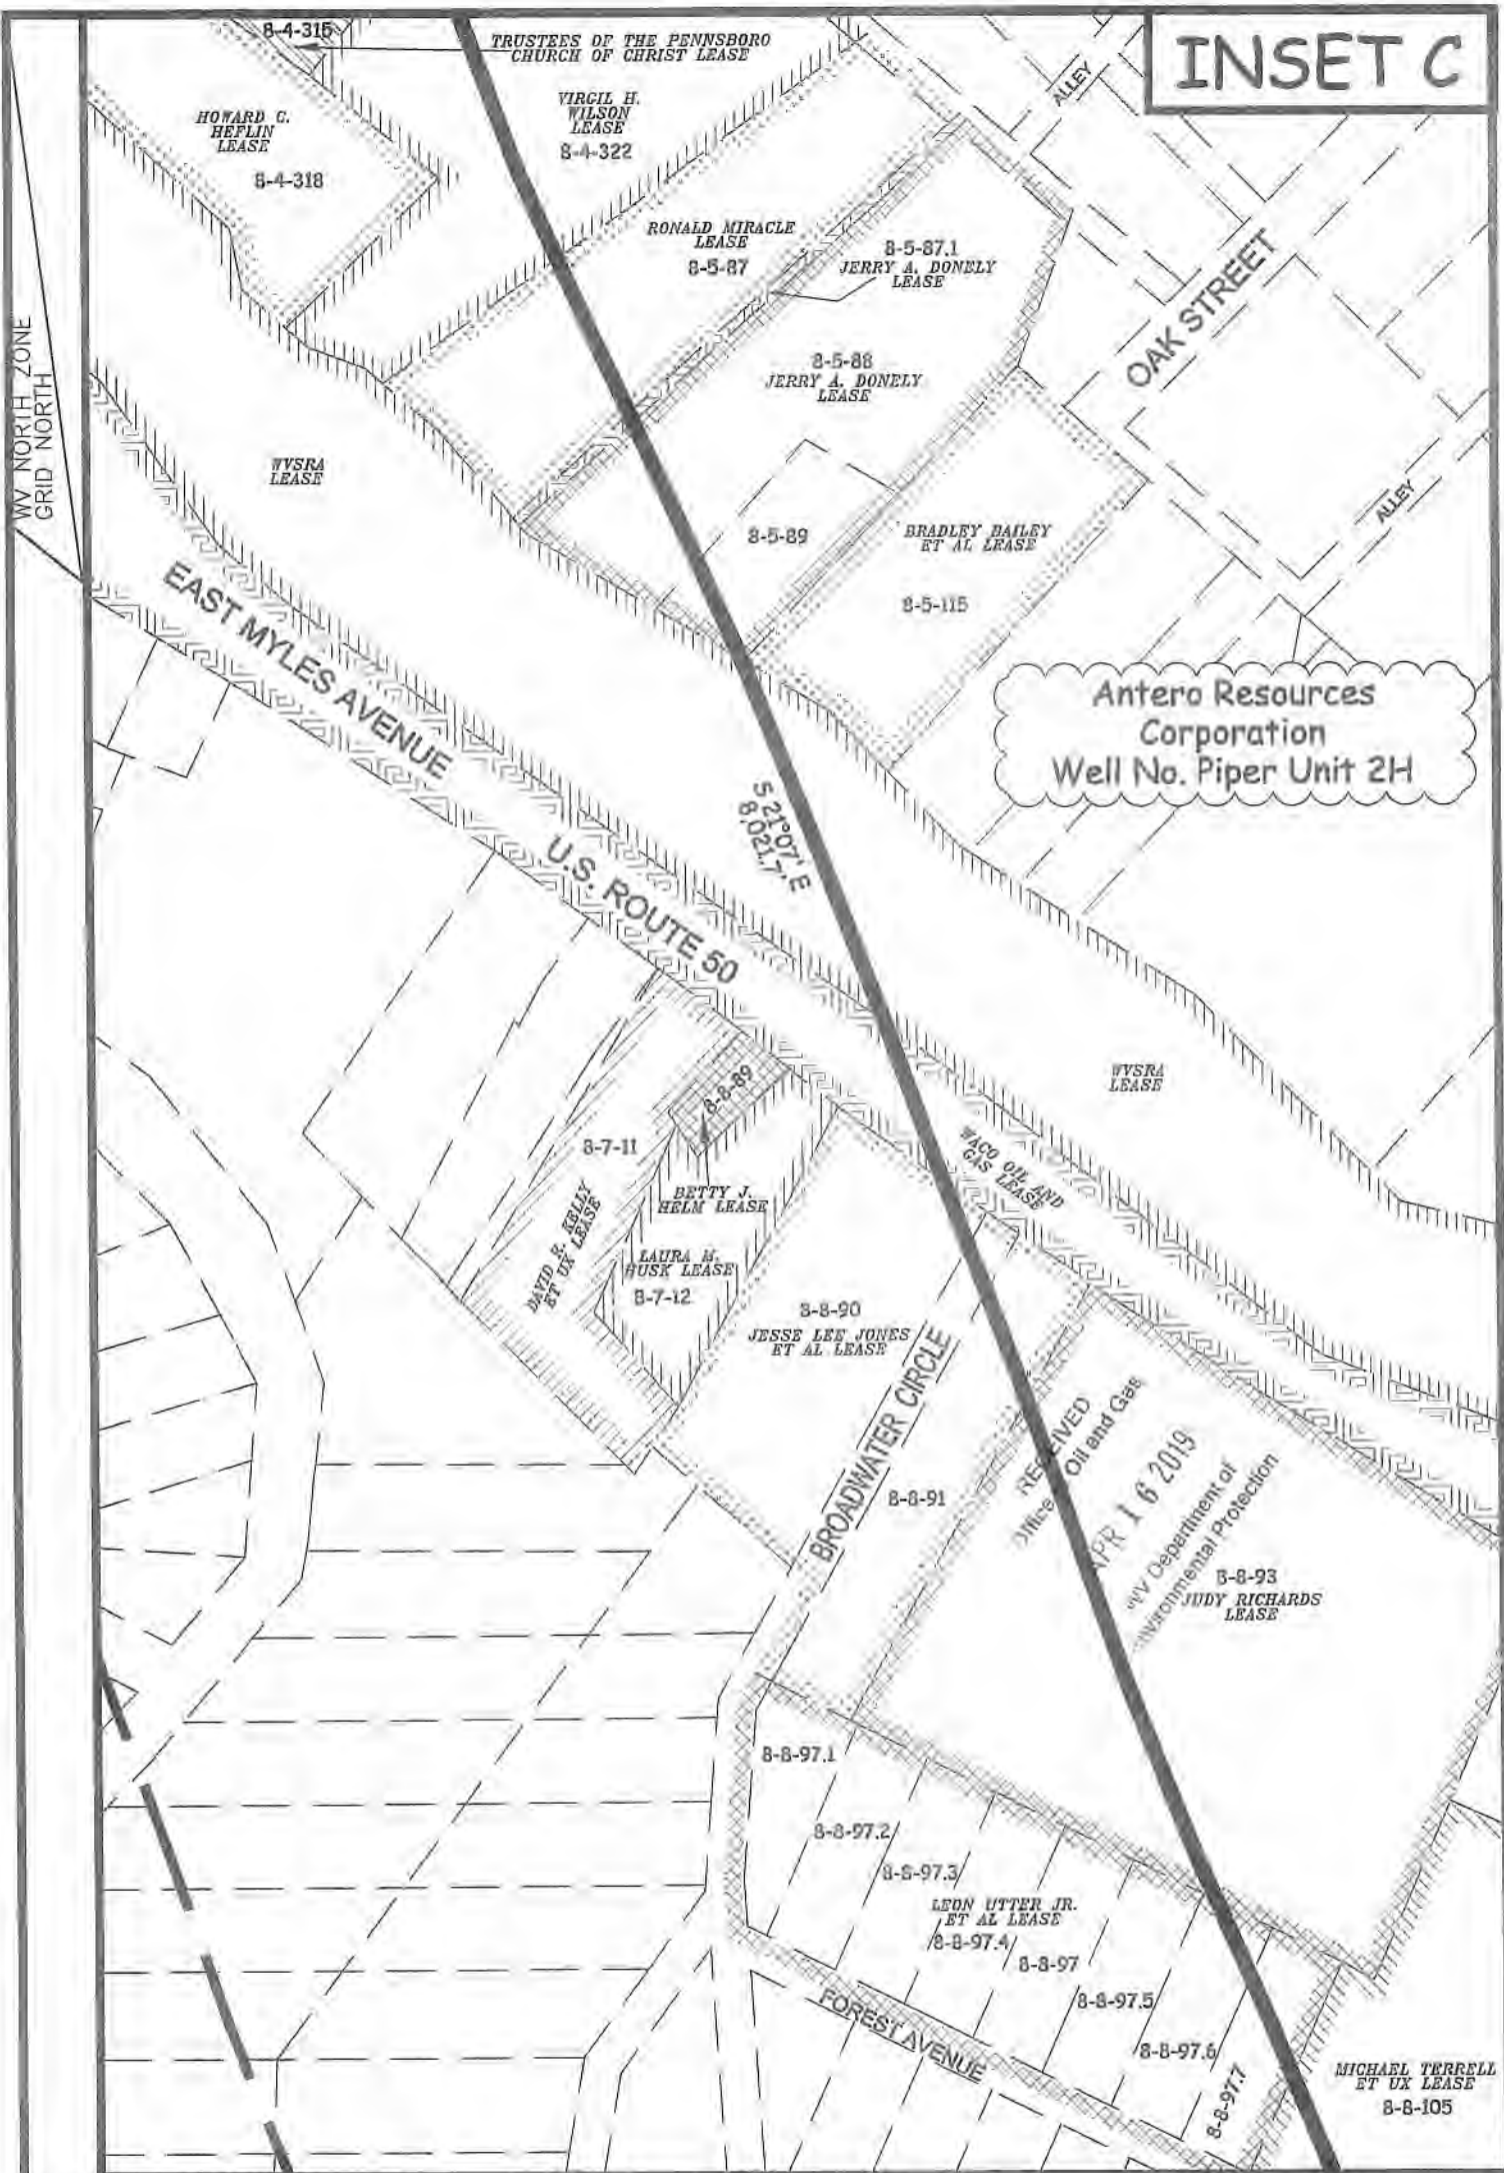 INSET C
8-4-315
TRUSTEES OF THE PENNSBORO
CHURCH OF CHRIST LEASE
VIRGIL H.
WILSON
LEASE
8-4-322
HOWARD C.
HEFLIN
LEASE
8-4-318
ALLEY
RONALD MIRACLE
LEASE
8-5-87
8-5-87.1
JERRY A. DONELY
LEASE
OAK STREET
8-5-88
JERRY A. DONELY
LEASE
WV NORTH ZONE
GRID NORTH
WVSRA
LEASE
ALLEY
8-5-89
BRADLEY BAILEY
ET AL LEASE
8-5-115
EAST MYLES AVENUE
Antero Resources
Corporation
Well No. Piper Unit 2H
S 21°07' E
8,021.7'
U.S. ROUTE 50
WVSRA
LEASE
8-8-89
WACO OIL AND
GAS LEASE
8-7-11
BETTY J.
HELM LEASE
DAVID R. KELLY
ET UX LEASE
LAURA M.
HUSK LEASE
8-7-12
8-8-90
JESSE LEE JONES
ET AL LEASE
BROADWATER CIRCLE
8-8-91
RECEIVED
Office Oil and Gas
APR 16 2019
WV Department of
Environmental Protection
8-8-93
JUDY RICHARDS
LEASE
8-8-97.1
8-8-97.2
8-8-97.3
LEON UTTER JR.
ET AL LEASE
8-8-97.4
8-8-97
8-8-97.5
8-8-97.6
8-8-97.7
FOREST AVENUE
MICHAEL TERRELL
ET UX LEASE
8-8-105